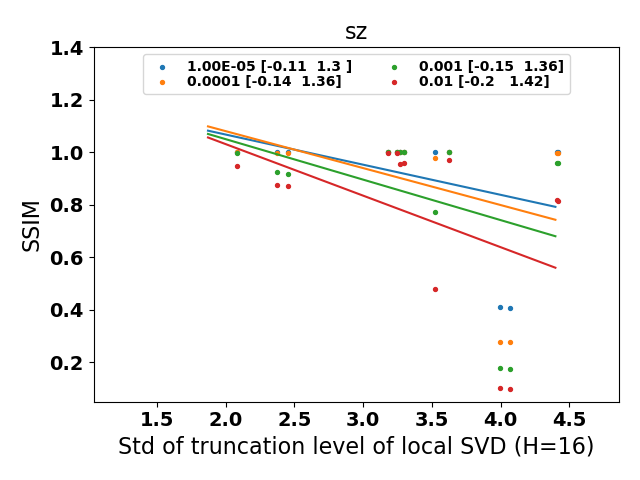 sz
1.00E-05 [-0.11  1.3 ]
0.0001 [-0.14  1.36]
0.001 [-0.15  1.36]
0.01 [-0.2   1.42]
1.4
1.2
1.0
0.8
0.6
0.4
0.2
SSIM
1.5 2.0 2.5 3.0 3.5 4.0 4.5
Std of truncation level of local SVD (H=16)